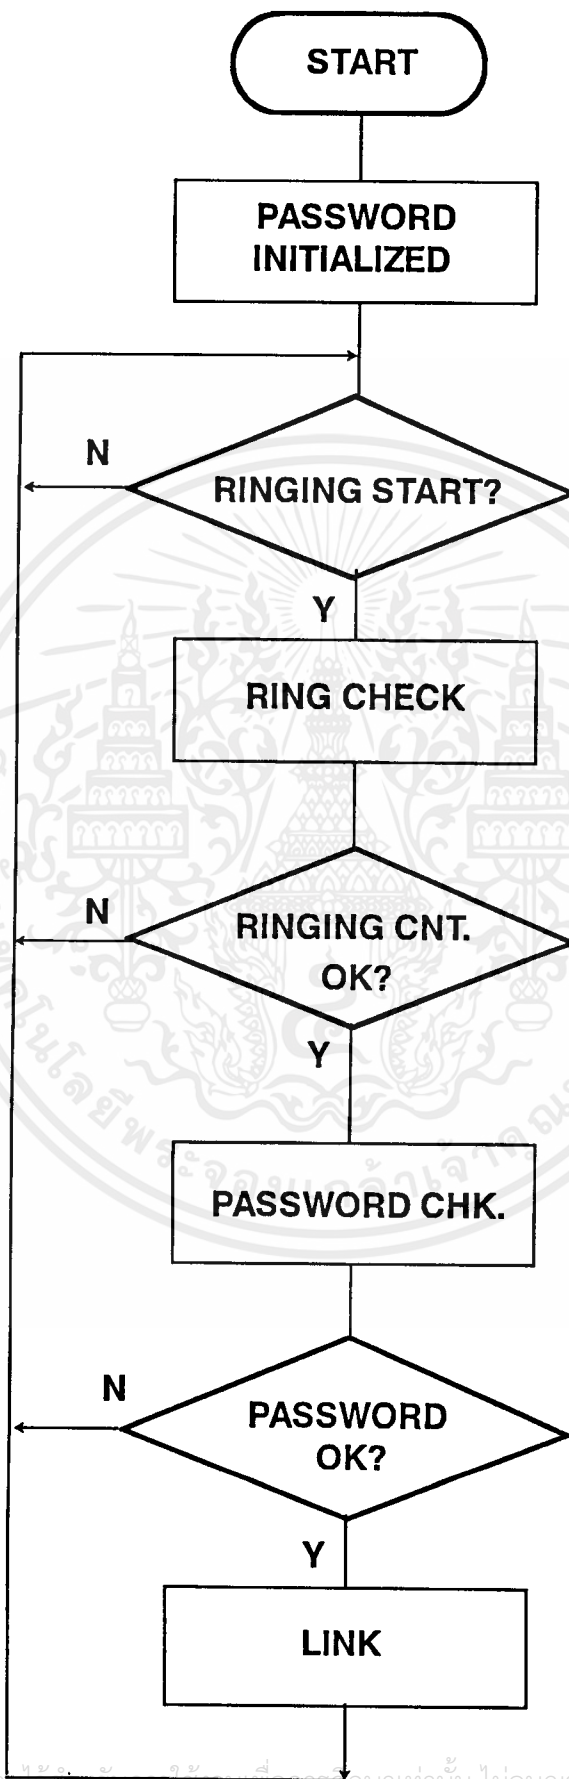 START
PASSWORD
INITIALIZED
N
RINGING START?
Y
RING CHECK
N
RINGING CNT.
OK?
Y
PASSWORD CHK.
N
PASSWORD
OK?
Y
LINK